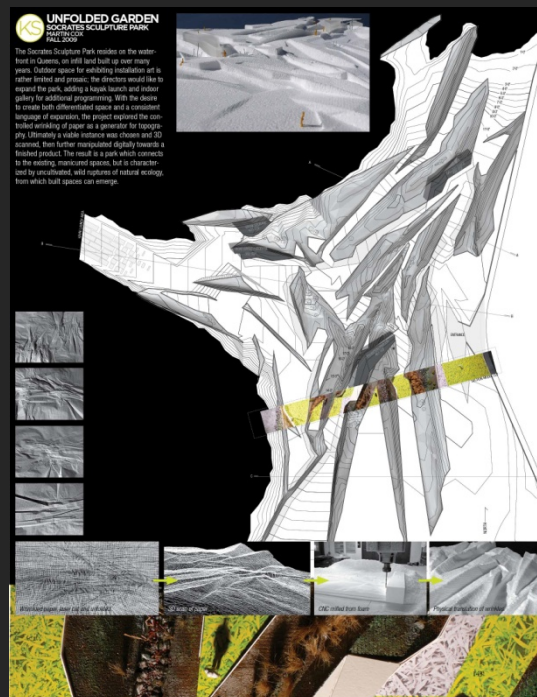 KS
UNFOLDED GARDEN
SOCRATES SCULPTURE PARK
MARTIN COX
FALL 2009
The Socrates Sculpture Park resides on the water-
front in Queens, on infill land built up over many
years. Outdoor space for exhibiting installation art is
rather limited and prosaic; the directors would like to
expand the park, adding a kayak launch and indoor
gallery for additional programming. With the desire
to create both differentiated space and a consistent
language of expansion, the project explored the con-
trolled wrinkling of paper as a generator for topogra-
phy. Ultimately a viable instance was chosen and 3D
scanned, then further manipulated digitally towards a
finished product. The result is a park which connects
to the existing, manicured spaces, but is character-
ized by uncultivated, wild ruptures of natural ecology,
from which built spaces can emerge.
NORTH
Wrinkled paper, laser cut and unfolded
3D scan of paper
CNC milled from foam
Physical translation of wrinkles